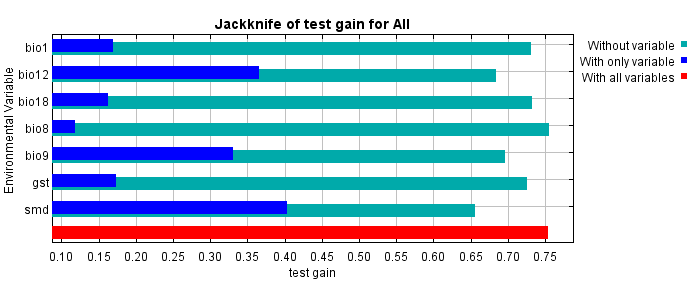 Jackknife of test gain for All
Environmental Variable
bio1
bio12
bio18
bio8
bio9
gst
smd
Without variable
With only variable
With all variables
0.10 0.15 0.20 0.25 0.30 0.35 0.40 0.45 0.50 0.55 0.60 0.65 0.70 0.75
test gain